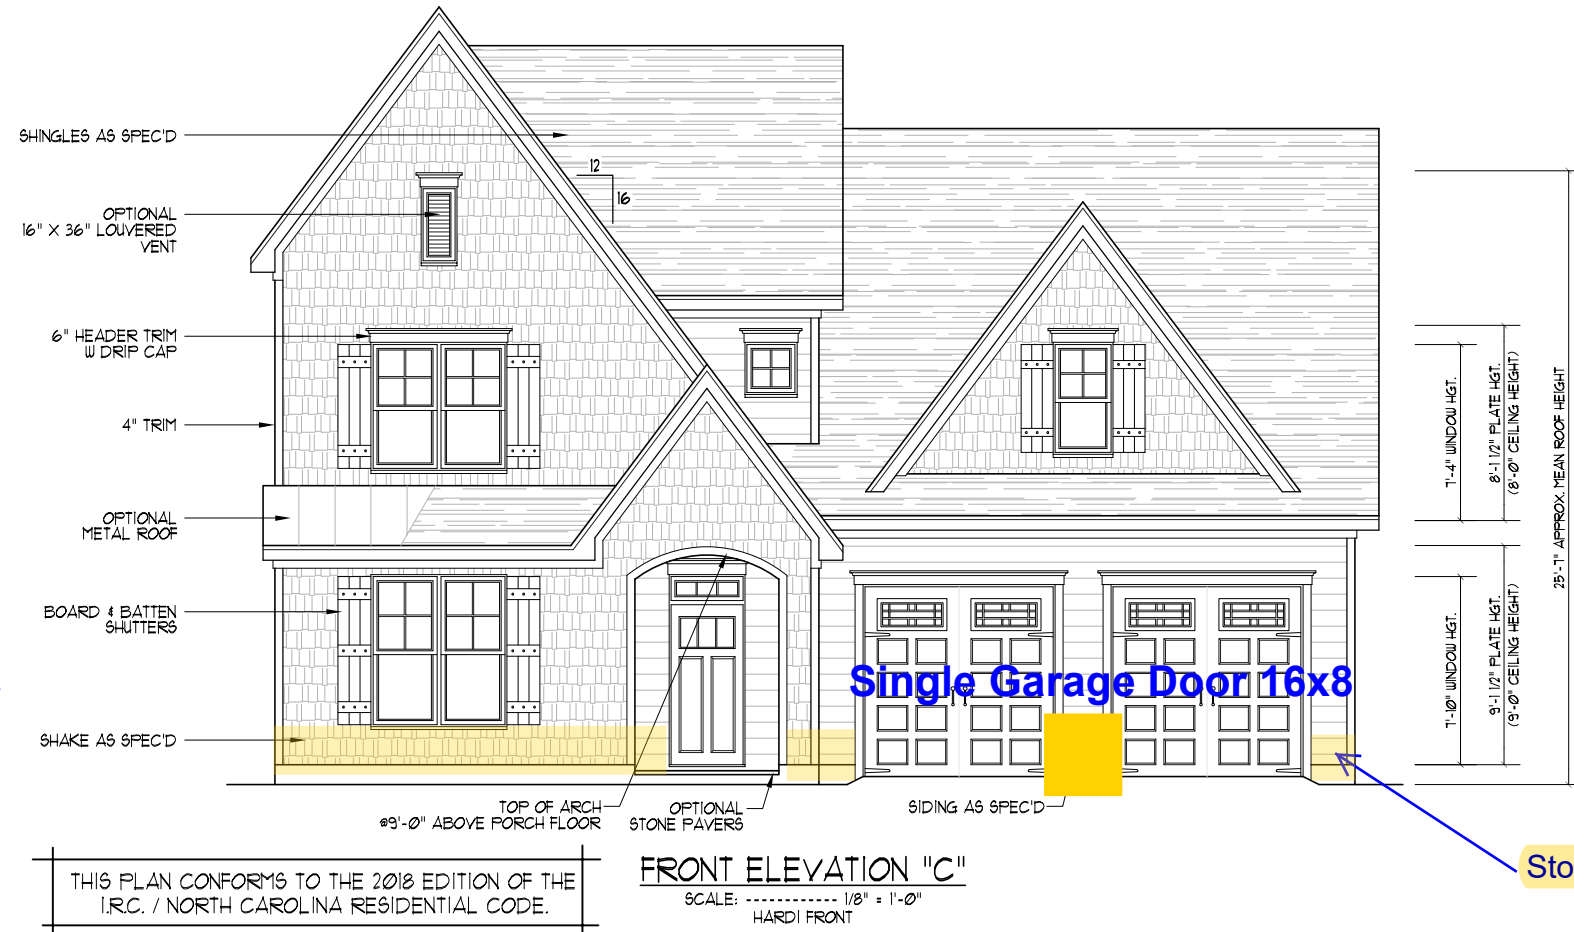 SHINGLES AS SPEC'D
12
16
OPTIONAL
16" X 36" LOUVERED
VENT
6" HEADER TRIM
W DRIP CAP
4" TRIM
OPTIONAL
METAL ROOF
BOARD & BATTEN
SHUTTERS
SHAKE AS SPEC'D
Single Garage Door 16x8
7'-4" WINDOW HGT.
8'-1 1/2" PLATE HGT.
(8'-0" CEILING HEIGHT)
7'-10" WINDOW HGT.
9'-1 1/2" PLATE HGT.
(9'-0" CEILING HEIGHT)
25'-7" APPROX. MEAN ROOF HEIGHT
TOP OF ARCH
@9'-0" ABOVE PORCH FLOOR
OPTIONAL
STONE PAVERS
SIDING AS SPEC'D
Sto
FRONT ELEVATION "C"
SCALE: ------------ 1/8" = 1'-0"
HARDI FRONT
THIS PLAN CONFORMS TO THE 2018 EDITION OF THE
I.R.C. / NORTH CAROLINA RESIDENTIAL CODE.